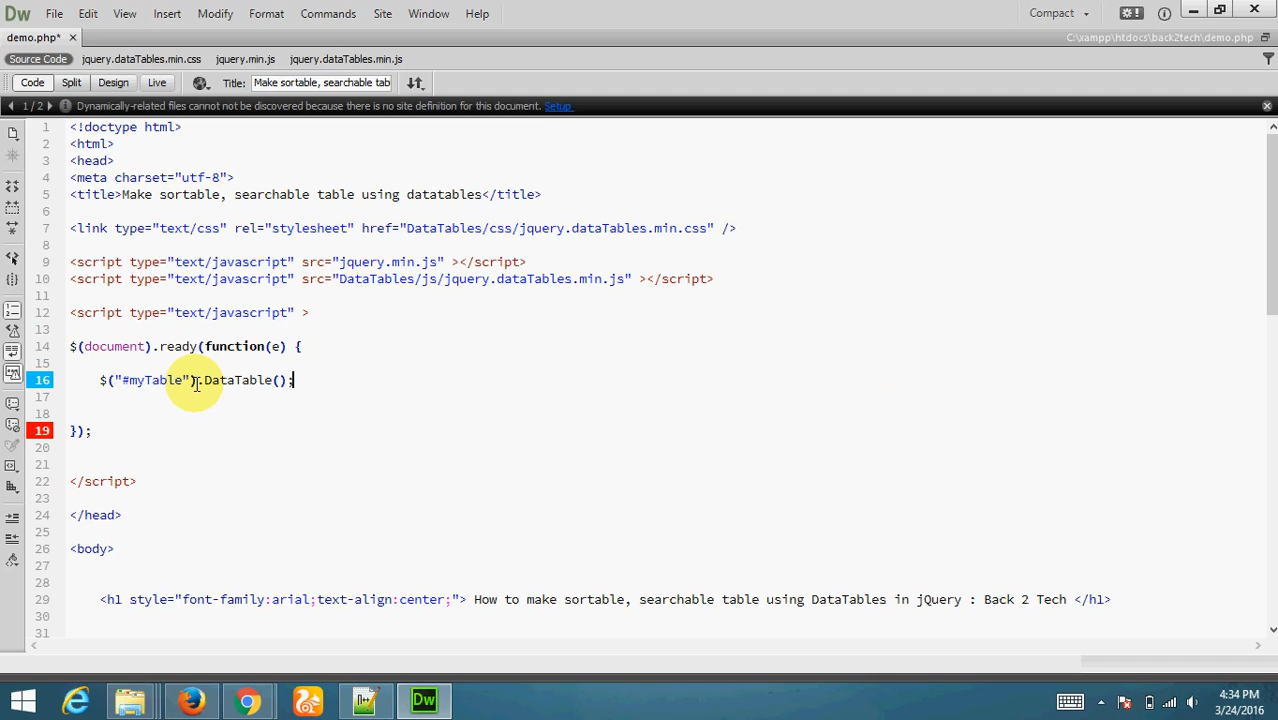 Dw File Edit View Insert Modify Format Commands Site Window Help Compact
demo.php* × C:\xampp\htdocs\back2tech\demo.php
Source Code jquery.dataTables.min.css jquery.min.js jquery.dataTables.min.js
Code Split Design Live Title: Make sortable, searchable tab
1 / 2 Dynamically-related files cannot not be discovered because there is no site definition for this document. Setup
1 <!doctype html>
2 <html>
3 <head>
4 <meta charset="utf-8">
5 <title>Make sortable, searchable table using datatables</title>
6
7 <link type="text/css" rel="stylesheet" href="DataTables/css/jquery.dataTables.min.css" />
8
9 <script type="text/javascript" src="jquery.min.js" ></script>
10 <script type="text/javascript" src="DataTables/js/jquery.dataTables.min.js" ></script>
11
12 <script type="text/javascript" >
13
14 $(document).ready(function(e) {
15
16 $("#myTable").DataTable();
17
18
19 });
20
21
22 </script>
23
24 </head>
25
26 <body>
27
28
29 <h1 style="font-family:arial;text-align:center;"> How to make sortable, searchable table using DataTables in jQuery : Back 2 Tech </h1>
30
31
Dw 4:34 PM
3/24/2016